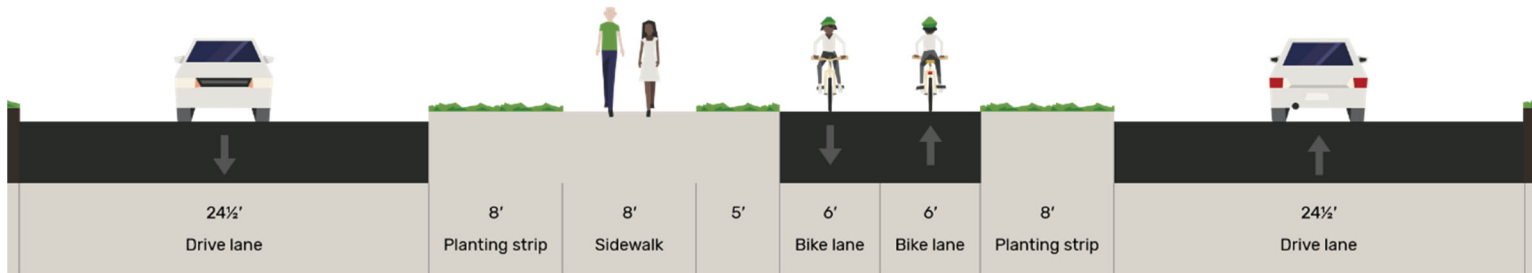 24½′
Drive lane
8′
Planting strip
8′
Sidewalk
5′
6′
Bike lane
6′
Bike lane
8′
Planting strip
24½′
Drive lane